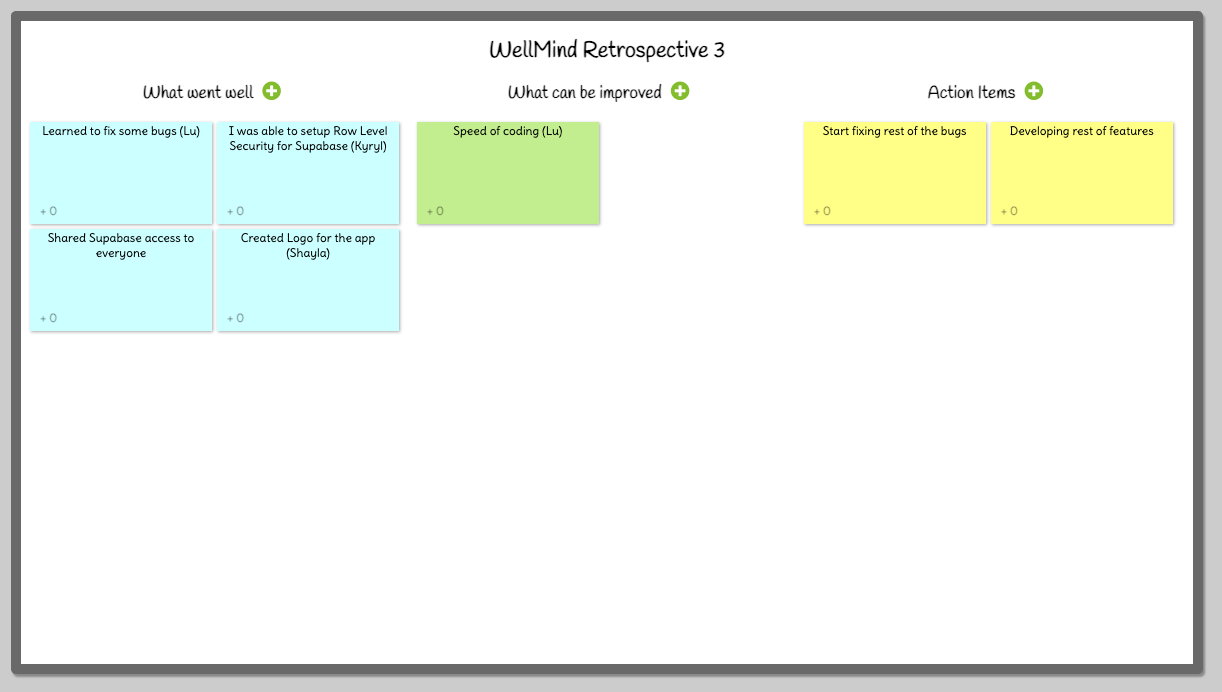 WellMind Retrospective 3
What went well
Learned to fix some bugs (Lu)
+ 0
I was able to setup Row Level
Security for Supabase (Kyryl)
+ 0
Shared Supabase access to
everyone
+ 0
Created Logo for the app
(Shayla)
+ 0
What can be improved
Speed of coding (Lu)
+ 0
Action Items
Start fixing rest of the bugs
+ 0
Developing rest of features
+ 0